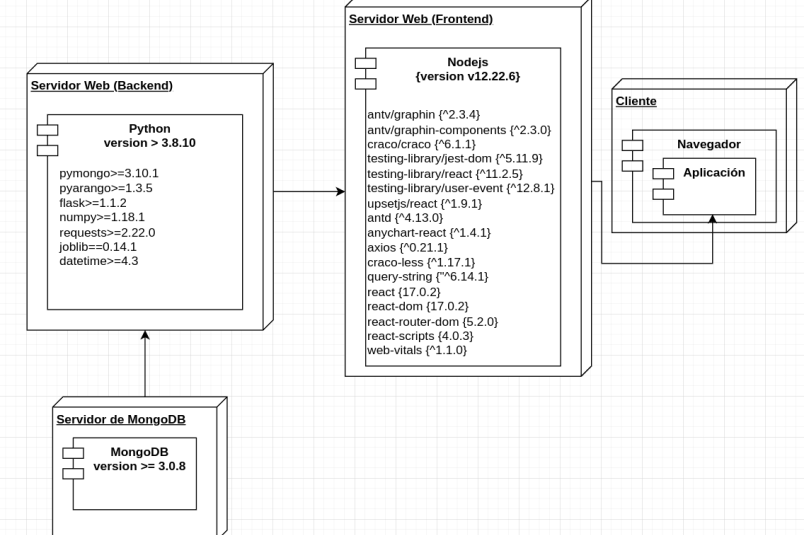 Servidor Web (Backend)
Python
version > 3.8.10
pymongo>=3.10.1
pyarango>=1.3.5
flask>=1.1.2
numpy>=1.18.1
requests>=2.22.0
joblib==0.14.1
datetime>=4.3
Servidor Web (Frontend)
Nodejs
{version v12.22.6}
antv/graphin {^2.3.4}
antv/graphin-components {^2.3.0}
craco/craco {^6.1.1}
testing-library/jest-dom {^5.11.9}
testing-library/react {^11.2.5}
testing-library/user-event {^12.8.1}
upsetjs/react {^1.9.1}
antd {^4.13.0}
anychart-react {^1.4.1}
axios {^0.21.1}
craco-less {^1.17.1}
query-string {"^6.14.1}
react {17.0.2}
react-dom {17.0.2}
react-router-dom {5.2.0}
react-scripts {4.0.3}
web-vitals {^1.1.0}
Cliente
Navegador
Aplicación
Servidor de MongoDB
MongoDB
version >= 3.0.8